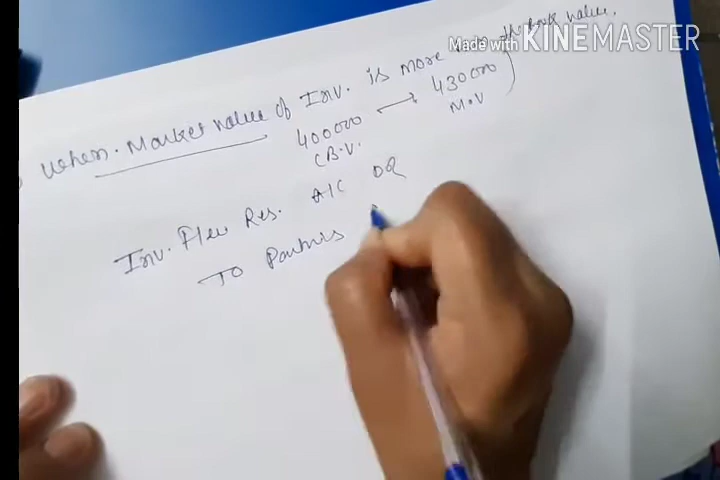 Made with KINEMASTER
when. Market value of Inv. is more than the book value.
400000 ⟷ 430000
(B.V. M.V
Inv. Fleu Res. A/C DR
To Partners